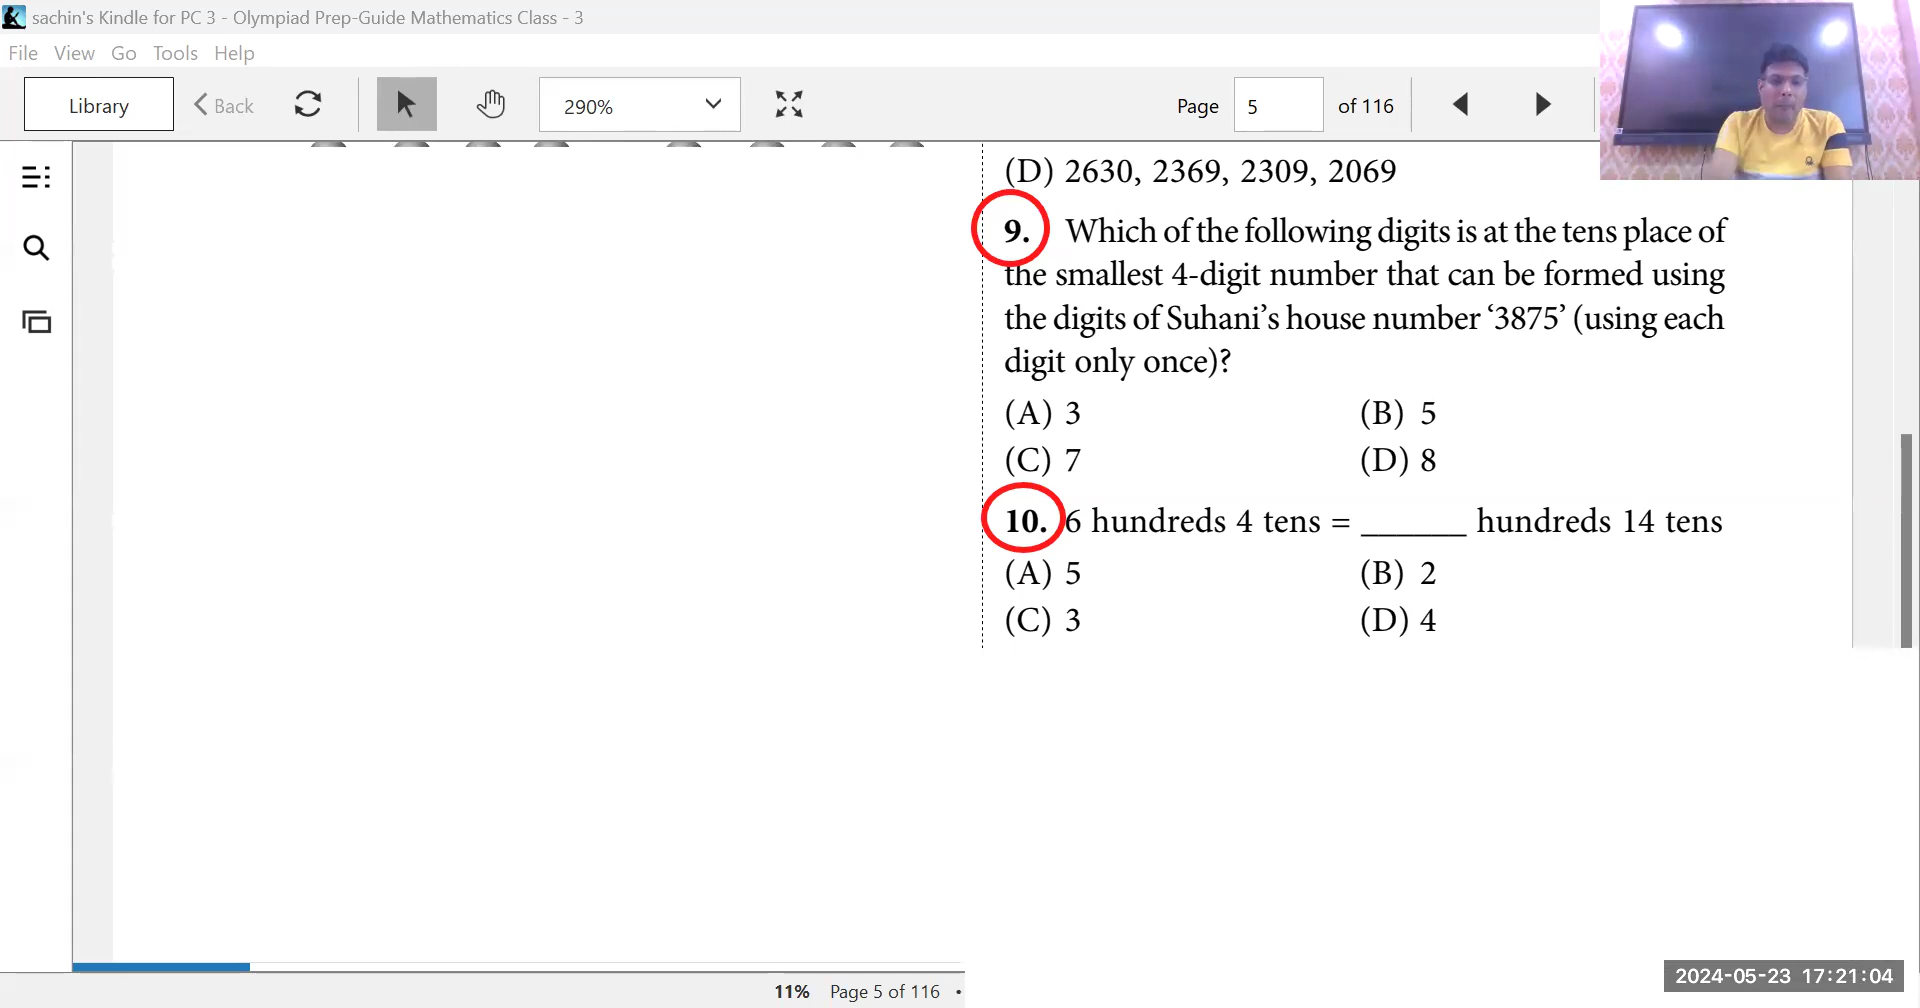 sachin's Kindle for PC 3 - Olympiad Prep-Guide Mathematics Class - 3
File View Go Tools Help
Library Back 290% Page 5 of 116
(D) 2630, 2369, 2309, 2069
9. Which of the following digits is at the tens place of
the smallest 4-digit number that can be formed using
the digits of Suhani’s house number ‘3875’ (using each
digit only once)?
(A) 3 (B) 5
(C) 7 (D) 8
10. 6 hundreds 4 tens = ______ hundreds 14 tens
(A) 5 (B) 2
(C) 3 (D) 4
2024-05-23 17:21:04
11% Page 5 of 116 •